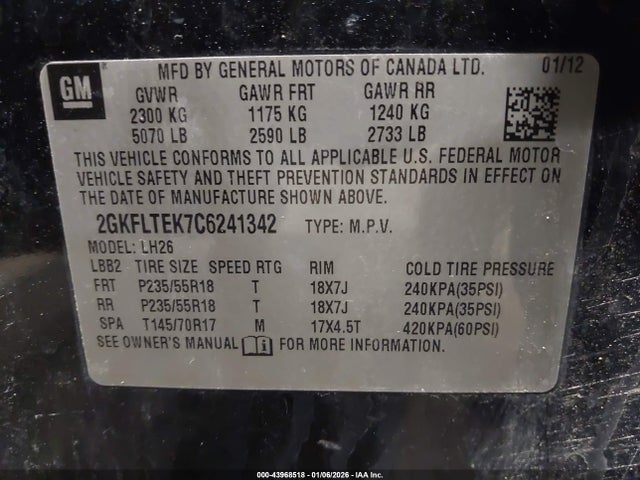 GM
MFD BY GENERAL MOTORS OF CANADA LTD. 01/12
GVWR GAWR FRT GAWR RR
2300 KG 1175 KG 1240 KG
5070 LB 2590 LB 2733 LB
THIS VEHICLE CONFORMS TO ALL APPLICABLE U.S. FEDERAL MOTOR
VEHICLE SAFETY AND THEFT PREVENTION STANDARDS IN EFFECT ON
THE DATE OF MANUFACTURE SHOWN ABOVE.
2GKFLTEK7C6241342 TYPE: M.P.V.
MODEL: LH26
LBB2 TIRE SIZE SPEED RTG RIM COLD TIRE PRESSURE
FRT P235/55R18 T 18X7J 240KPA(35PSI)
RR P235/55R18 T 18X7J 240KPA(35PSI)
SPA T145/70R17 M 17X4.5T 420KPA(60PSI)
SEE OWNER'S MANUAL FOR MORE INFORMATION.
000-43968518 | 01/06/2026 - IAAI, Inc.